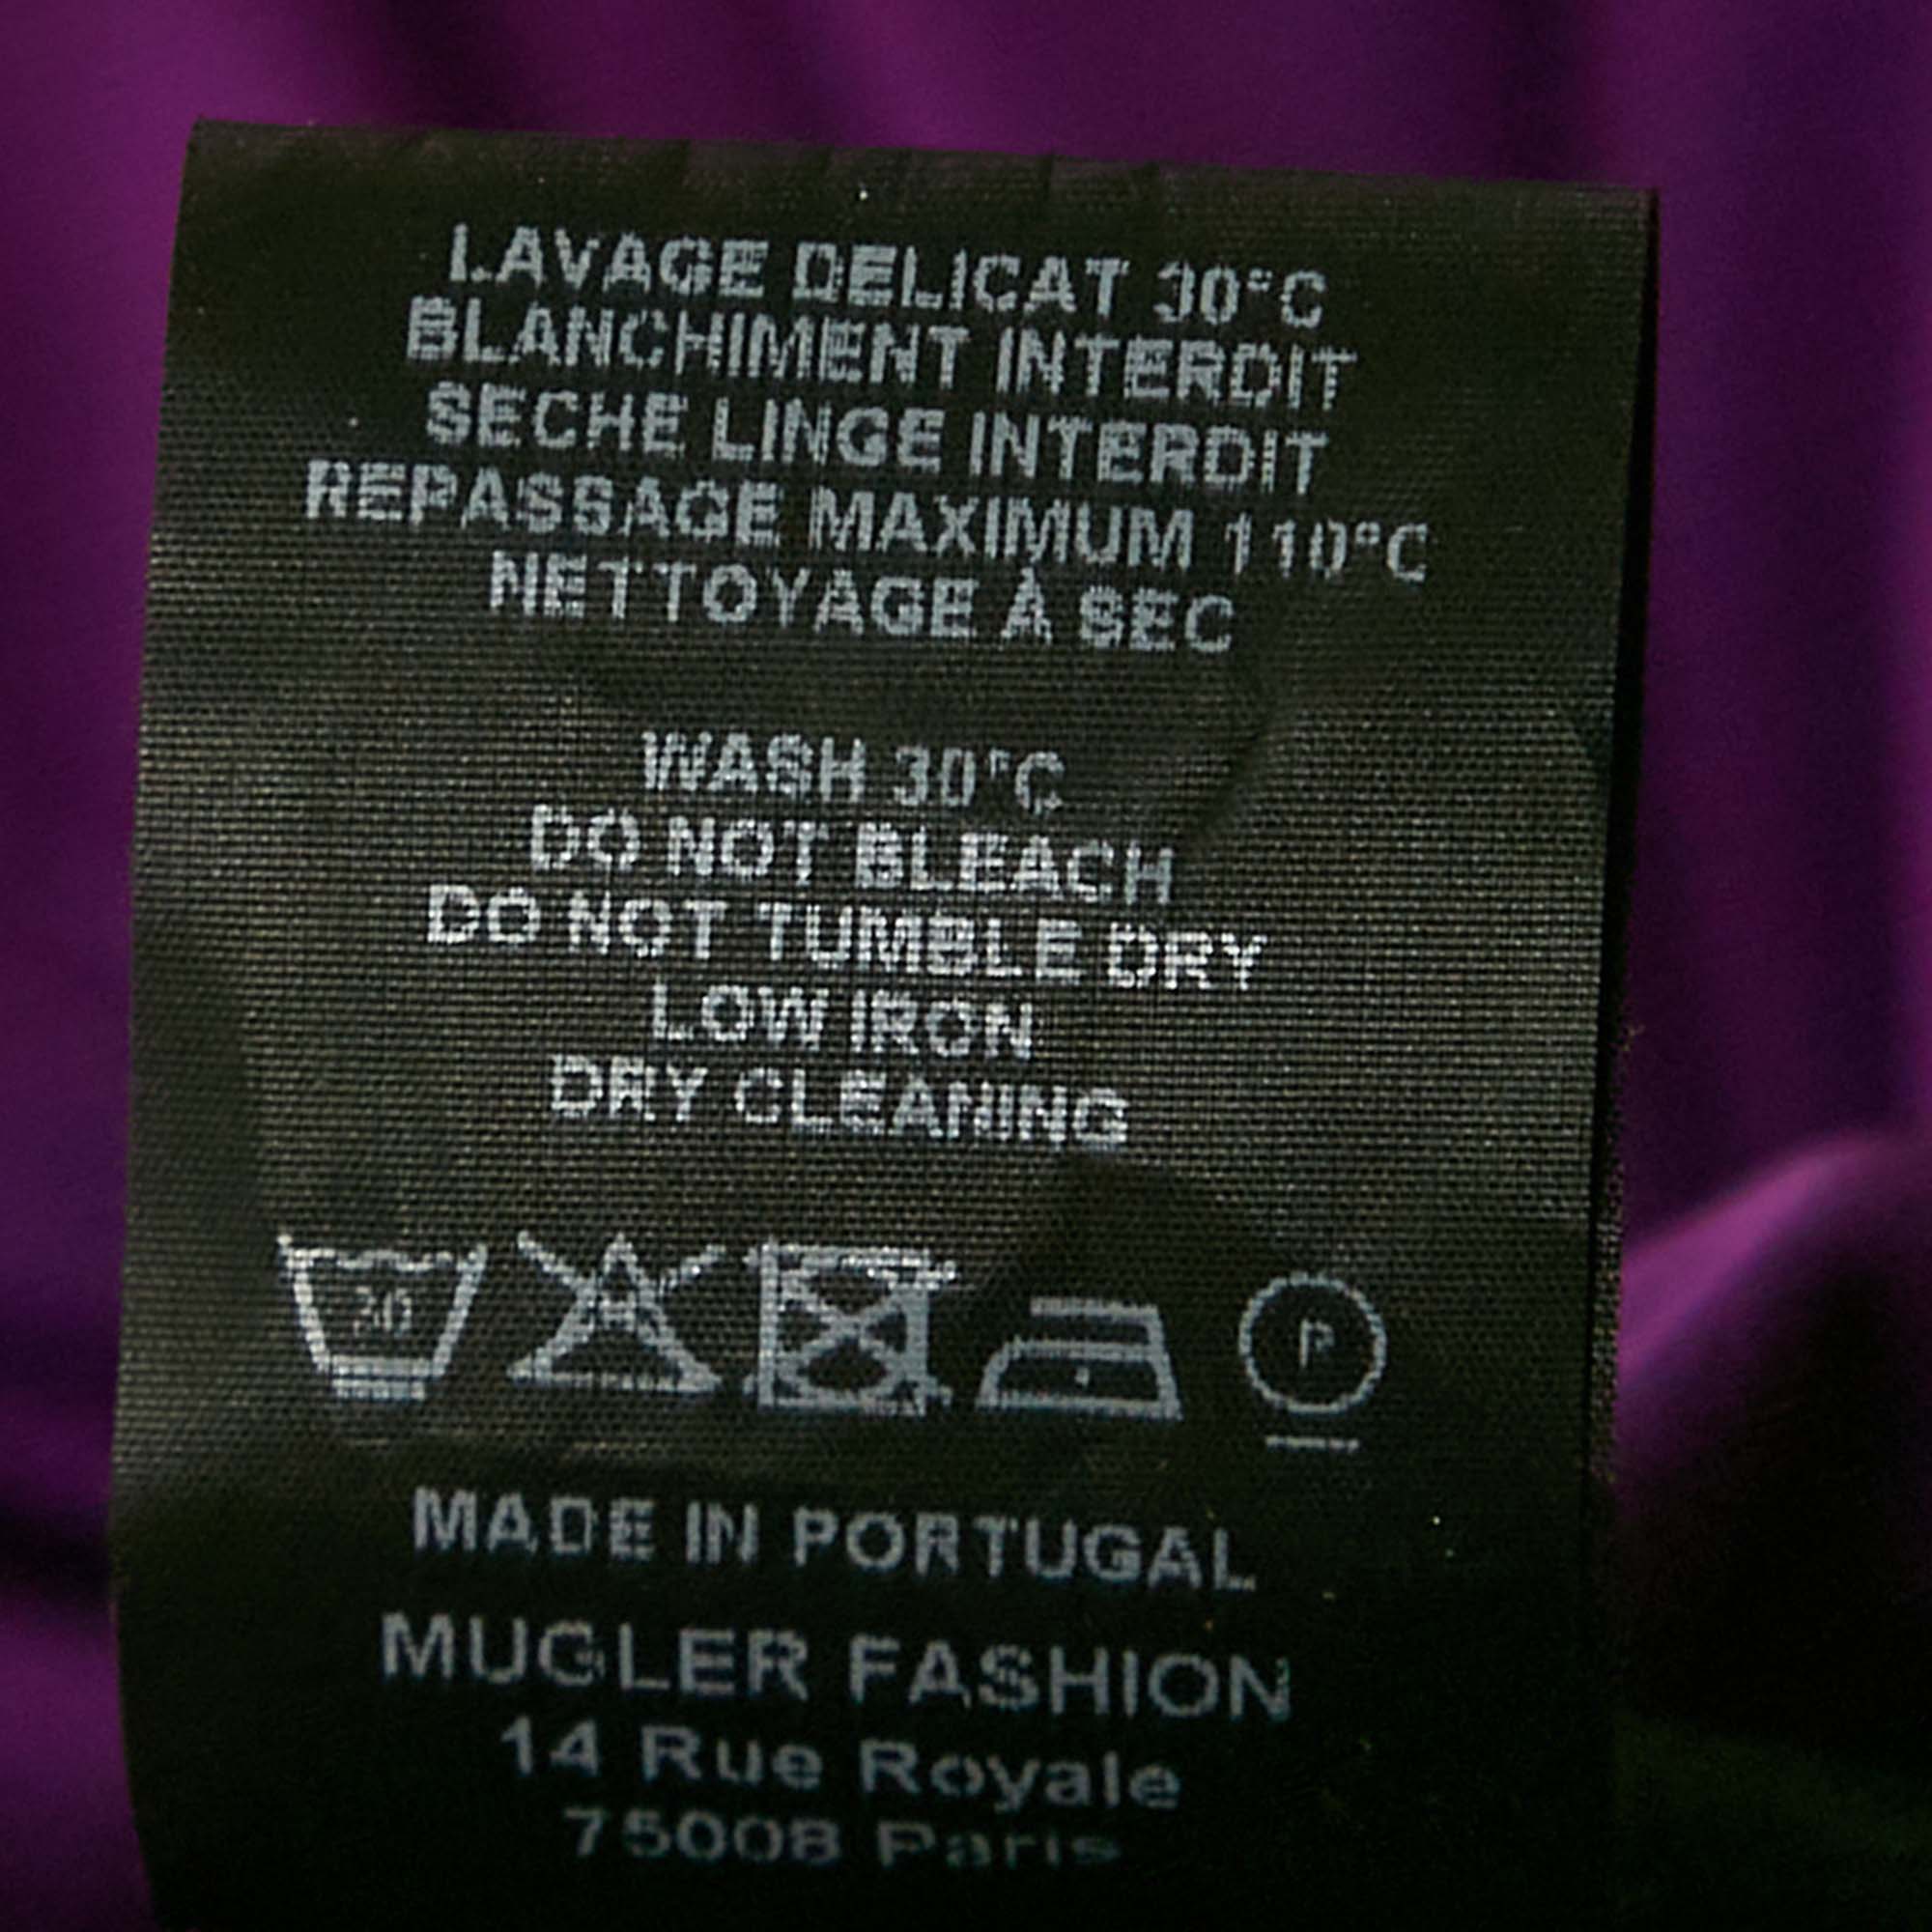 LAVAGE DELICAT 30°C
BLANCHIMENT INTERDIT
SECHE LINGE INTERDIT
REPASSAGE MAXIMUM 110°C
NETTOYAGE À SEC
WASH 30°C
DO NOT BLEACH
DO NOT TUMBLE DRY
LOW IRON
DRY CLEANING
30 P
MADE IN PORTUGAL
MUGLER FASHION
14 Rue Royale
75008 Paris